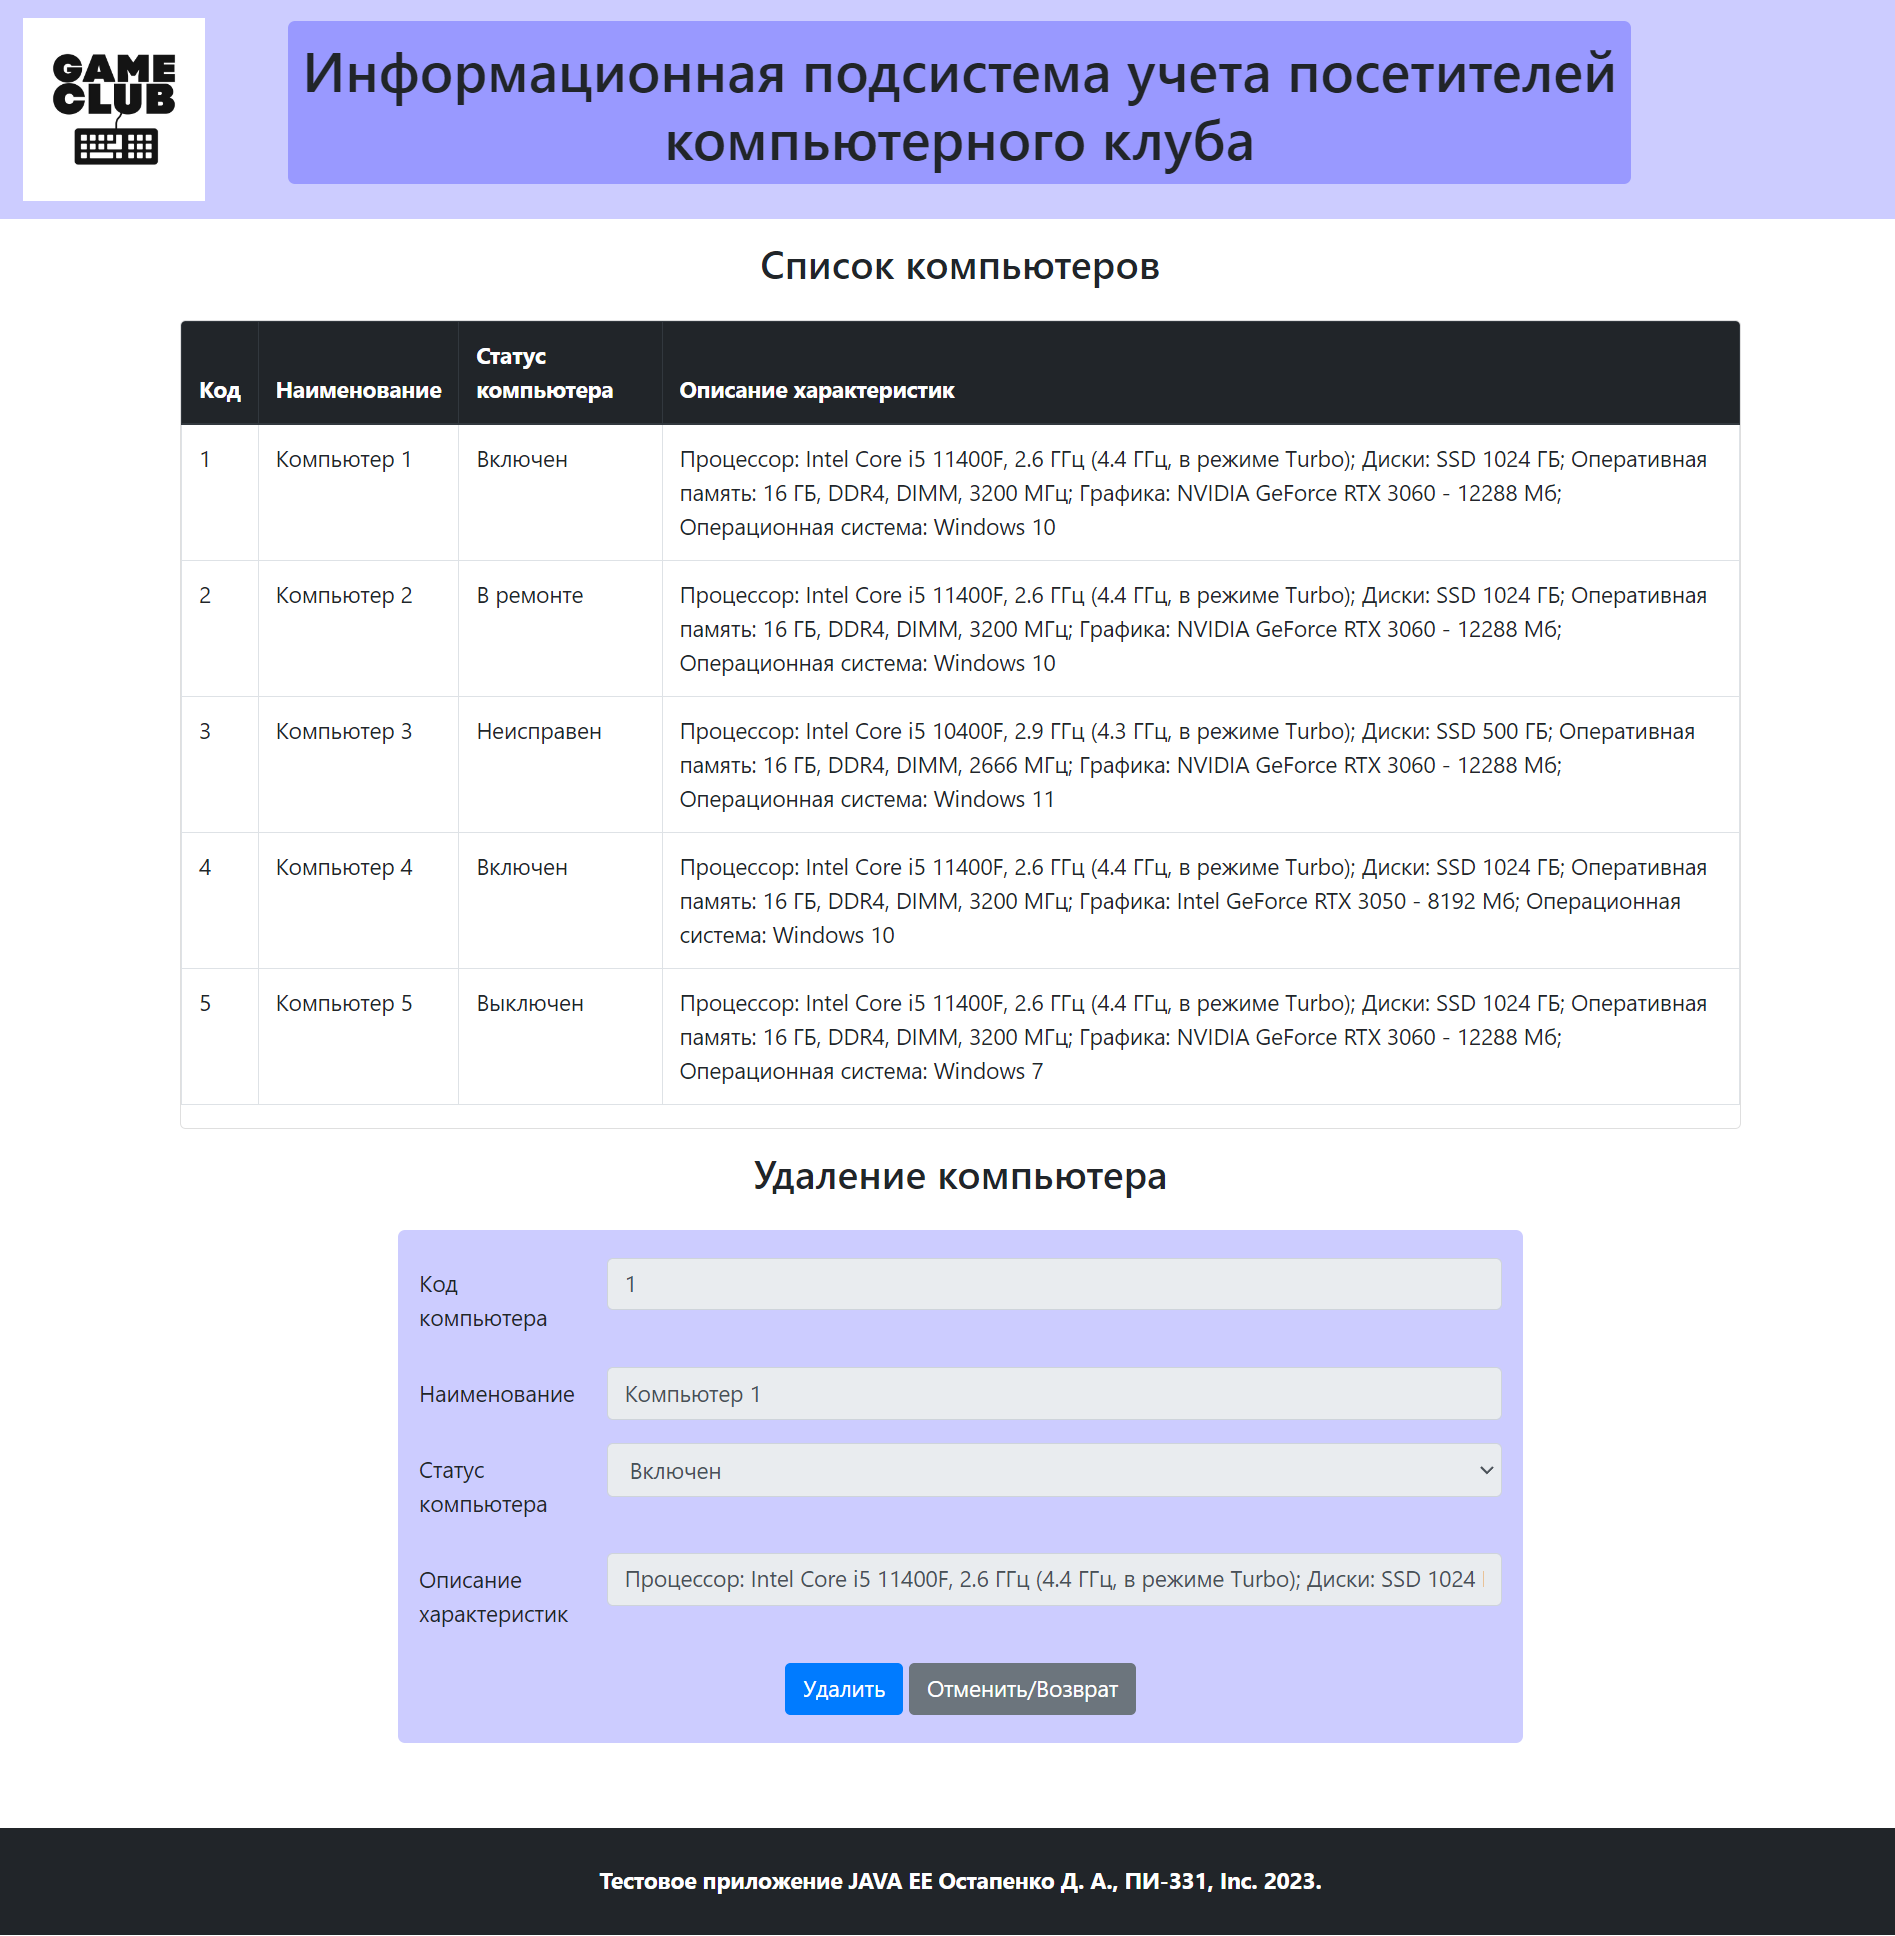 GAME
CLUB
Информационная подсистема учета посетителей
компьютерного клуба
Список компьютеров
Код Наименование Статус компьютера Описание характеристик
1 Компьютер 1 Включен Процессор: Intel Core i5 11400F, 2.6 ГГц (4.4 ГГц, в режиме Turbo); Диски: SSD 1024 ГБ; Оперативная
память: 16 ГБ, DDR4, DIMM, 3200 МГц; Графика: NVIDIA GeForce RTX 3060 - 12288 Мб;
Операционная система: Windows 10
2 Компьютер 2 В ремонте Процессор: Intel Core i5 11400F, 2.6 ГГц (4.4 ГГц, в режиме Turbo); Диски: SSD 1024 ГБ; Оперативная
память: 16 ГБ, DDR4, DIMM, 3200 МГц; Графика: NVIDIA GeForce RTX 3060 - 12288 Мб;
Операционная система: Windows 10
3 Компьютер 3 Неисправен Процессор: Intel Core i5 10400F, 2.9 ГГц (4.3 ГГц, в режиме Turbo); Диски: SSD 500 ГБ; Оперативная
память: 16 ГБ, DDR4, DIMM, 2666 МГц; Графика: NVIDIA GeForce RTX 3060 - 12288 Мб;
Операционная система: Windows 11
4 Компьютер 4 Включен Процессор: Intel Core i5 11400F, 2.6 ГГц (4.4 ГГц, в режиме Turbo); Диски: SSD 1024 ГБ; Оперативная
память: 16 ГБ, DDR4, DIMM, 3200 МГц; Графика: Intel GeForce RTX 3050 - 8192 Мб; Операционная
система: Windows 10
5 Компьютер 5 Выключен Процессор: Intel Core i5 11400F, 2.6 ГГц (4.4 ГГц, в режиме Turbo); Диски: SSD 1024 ГБ; Оперативная
память: 16 ГБ, DDR4, DIMM, 3200 МГц; Графика: NVIDIA GeForce RTX 3060 - 12288 Мб;
Операционная система: Windows 7
Удаление компьютера
Код 1
компьютера
Наименование Компьютер 1
Статус Включен
компьютера
Описание Процессор: Intel Core i5 11400F, 2.6 ГГц (4.4 ГГц, в режиме Turbo); Диски: SSD 1024
характеристик
Удалить Отменить/Возврат
Тестовое приложение JAVA EE Остапенко Д. А., ПИ-331, Inc. 2023.